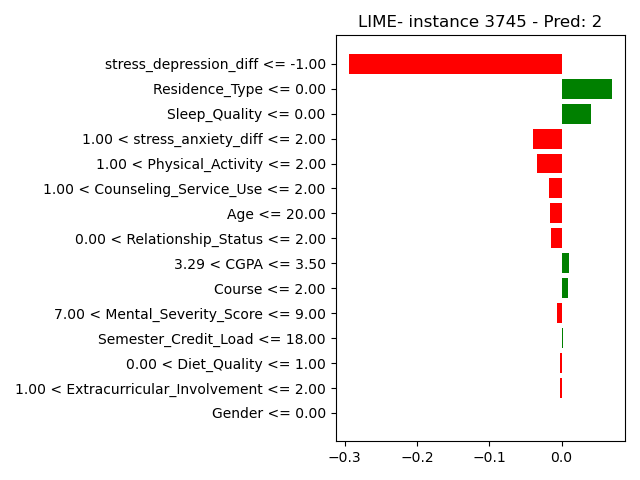 LIME- instance 3745 - Pred: 2
stress_depression_diff <= -1.00
Residence_Type <= 0.00
Sleep_Quality <= 0.00
1.00 < stress_anxiety_diff <= 2.00
1.00 < Physical_Activity <= 2.00
1.00 < Counseling_Service_Use <= 2.00
Age <= 20.00
0.00 < Relationship_Status <= 2.00
3.29 < CGPA <= 3.50
Course <= 2.00
7.00 < Mental_Severity_Score <= 9.00
Semester_Credit_Load <= 18.00
0.00 < Diet_Quality <= 1.00
1.00 < Extracurricular_Involvement <= 2.00
Gender <= 0.00
−0.3 −0.2 −0.1 0.0